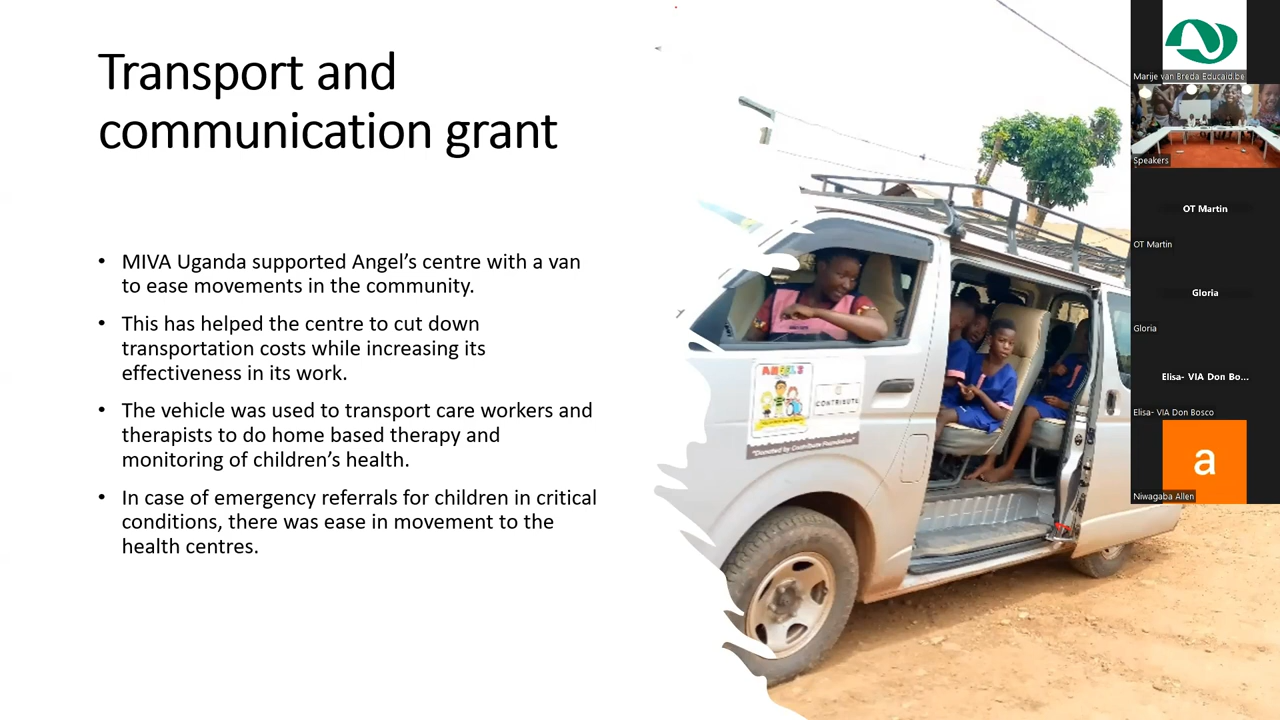 Transport and
communication grant
• MIVA Uganda supported Angel’s centre with a van
to ease movements in the community.
• This has helped the centre to cut down
transportation costs while increasing its
effectiveness in its work.
• The vehicle was used to transport care workers and
therapists to do home based therapy and
monitoring of children’s health.
• In case of emergency referrals for children in critical
conditions, there was ease in movement to the
health centres.
ANGEL'S
CONTRIBUTE
"Donated by Contribute Foundation"
Marije van Breda Educaid.be
Speakers
OT Martin
OT Martin
Gloria
Gloria
Elisa- VIA Don Bo...
Elisa- VIA Don Bosco
a
Niwagaba Allen